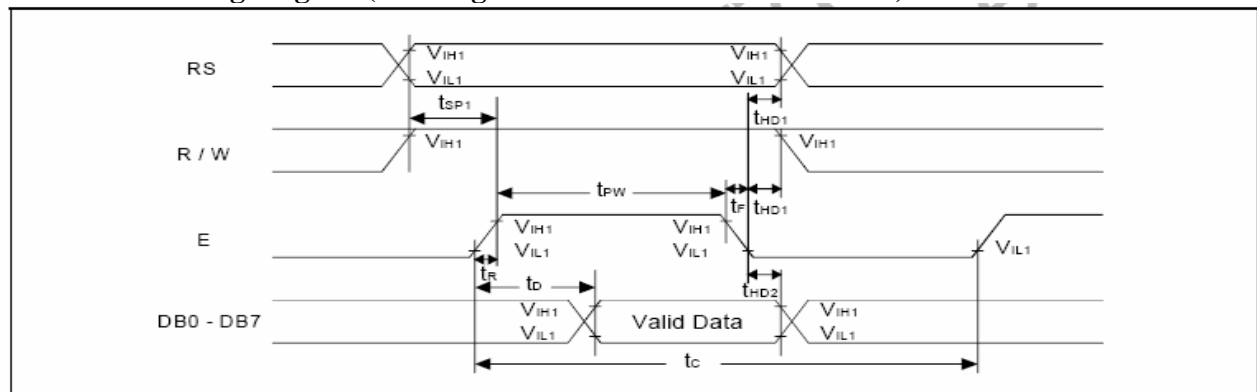 RS
VIH1
VIL1
VIH1
VIL1
tSP1
tHD1
R / W
VIH1
VIH1
tPW
tF
tHD1
E
VIH1
VIL1
VIH1
VIL1
VIL1
tR
tD
tHD2
DB0 - DB7
VIH1
VIL1
Valid Data
VIH1
VIL1
tC